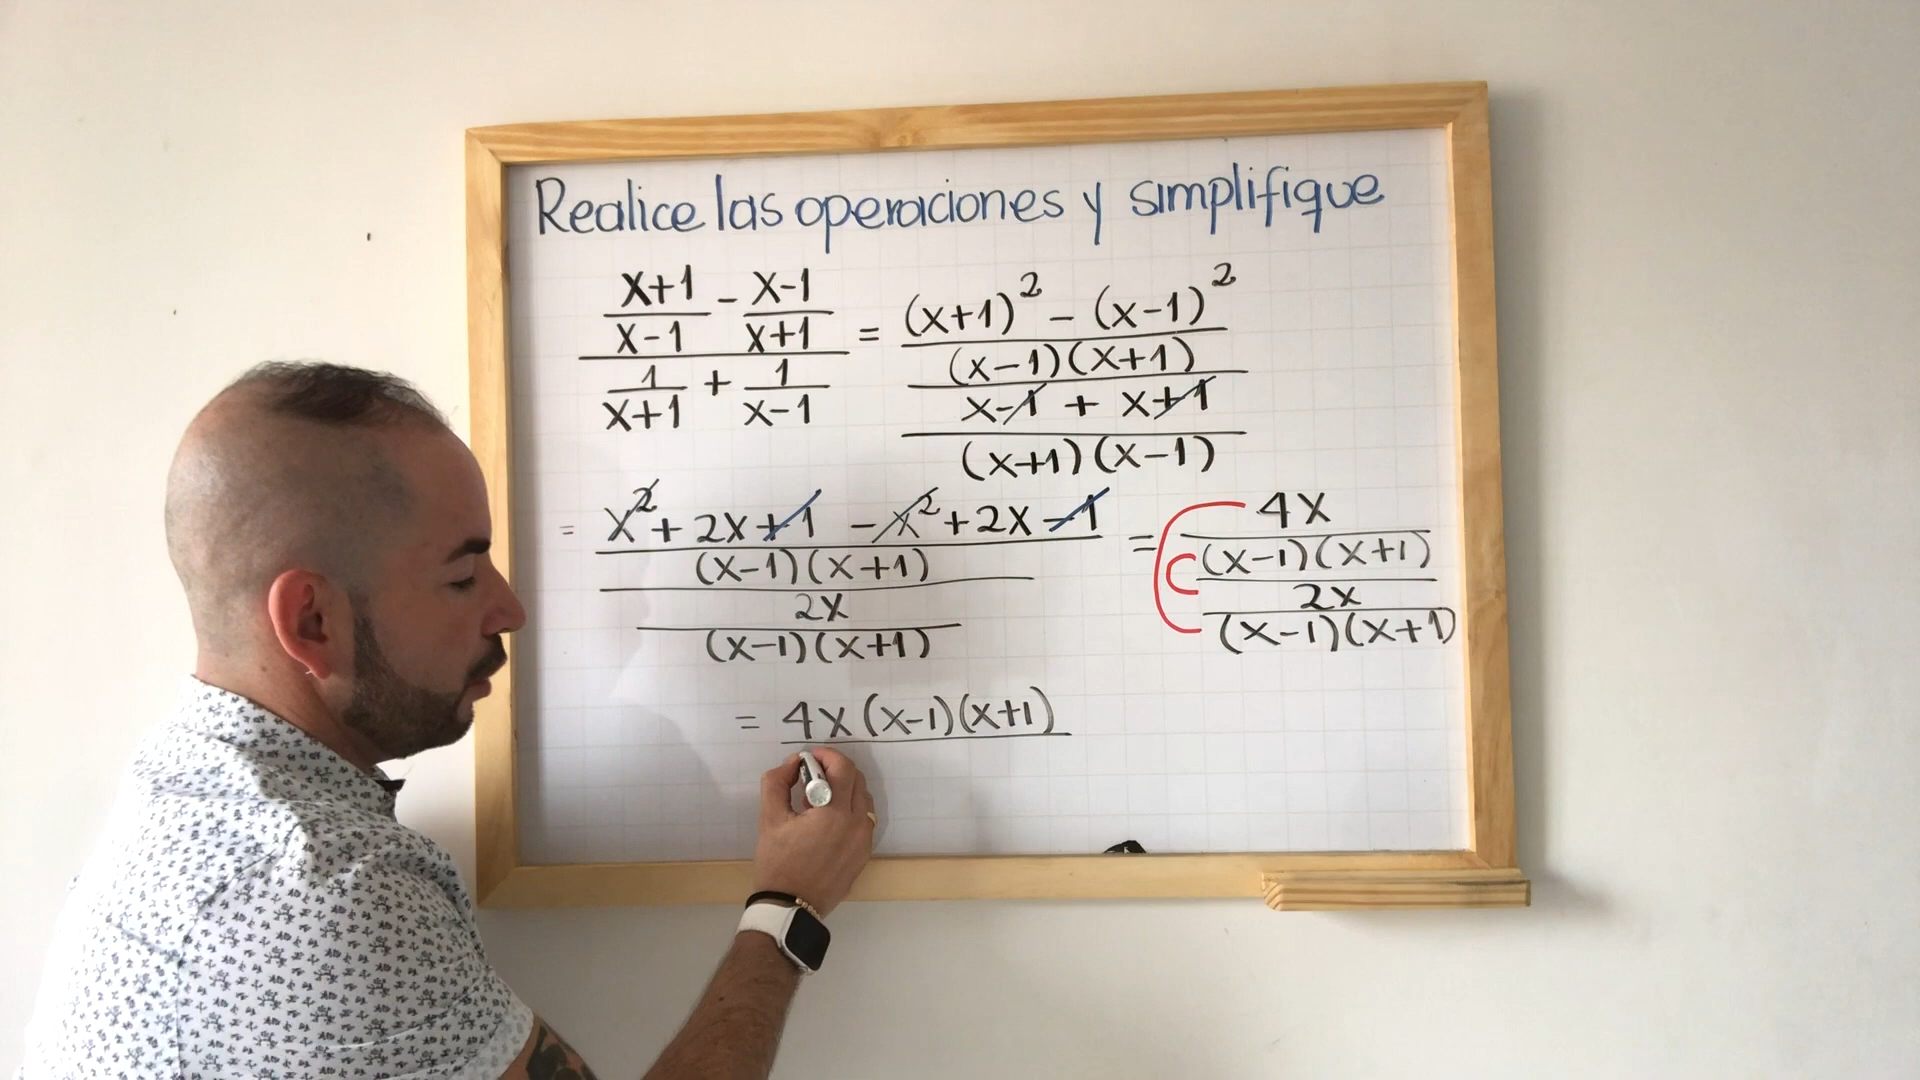 Realice las operaciones y simplifique
x+1 x-1 (x+1)² - (x-1)²
— - — = —
x-1 x+1 (x-1)(x+1)
1 + 1 x-1 + x+1
x+1 x-1 (x+1)(x-1)
= x² + 2x + 1 - x² + 2x - 1 = 4x
(x-1)(x+1) (x-1)(x+1)
2x 2x
(x-1)(x+1) (x-1)(x+1)
= 4x(x-1)(x+1)